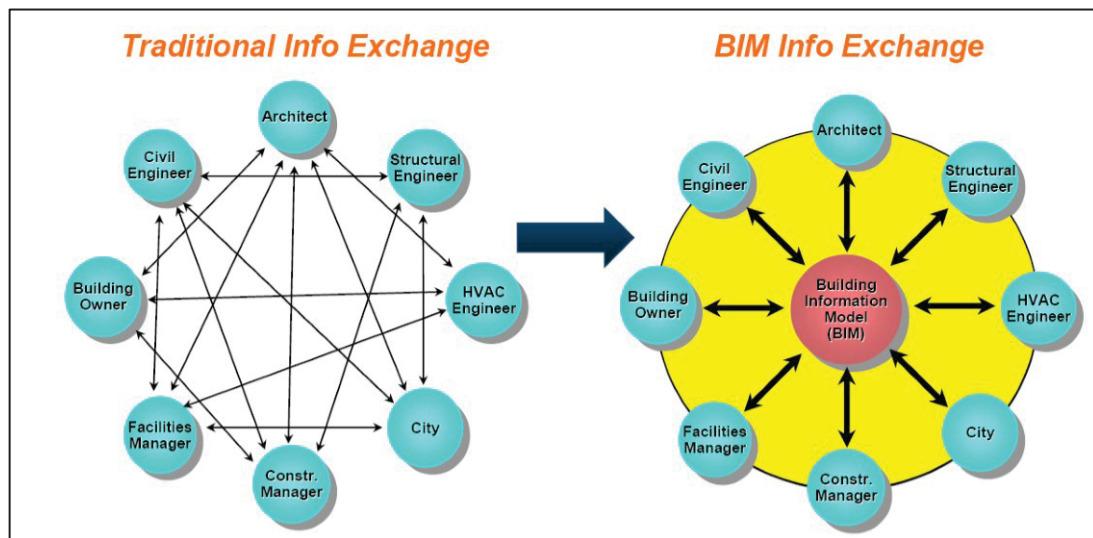 Traditional Info Exchange
Architect
Civil
Engineer
Structural
Engineer
Building
Owner
HVAC
Engineer
Facilities
Manager
City
Constr.
Manager
BIM Info Exchange
Architect
Civil
Engineer
Structural
Engineer
Building
Owner
Building
Information
Model
(BIM)
HVAC
Engineer
Facilities
Manager
City
Constr.
Manager